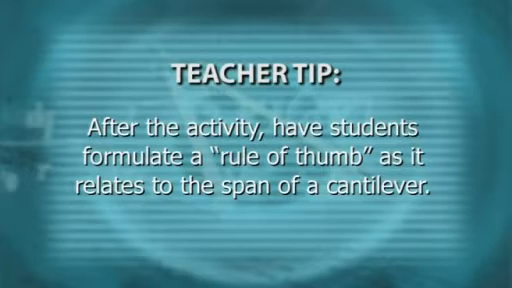 TEACHER TIP:
After the activity, have students
formulate a “rule of thumb” as it
relates to the span of a cantilever.